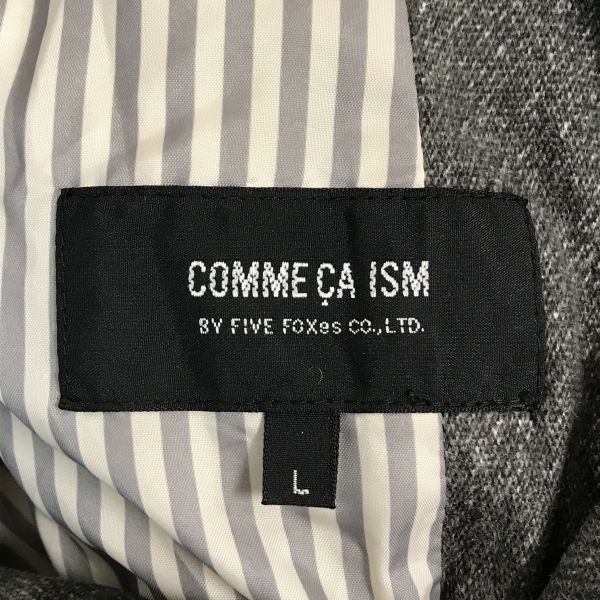 COMME ÇA ISM
BY FIVE FOXes CO.,LTD.
L